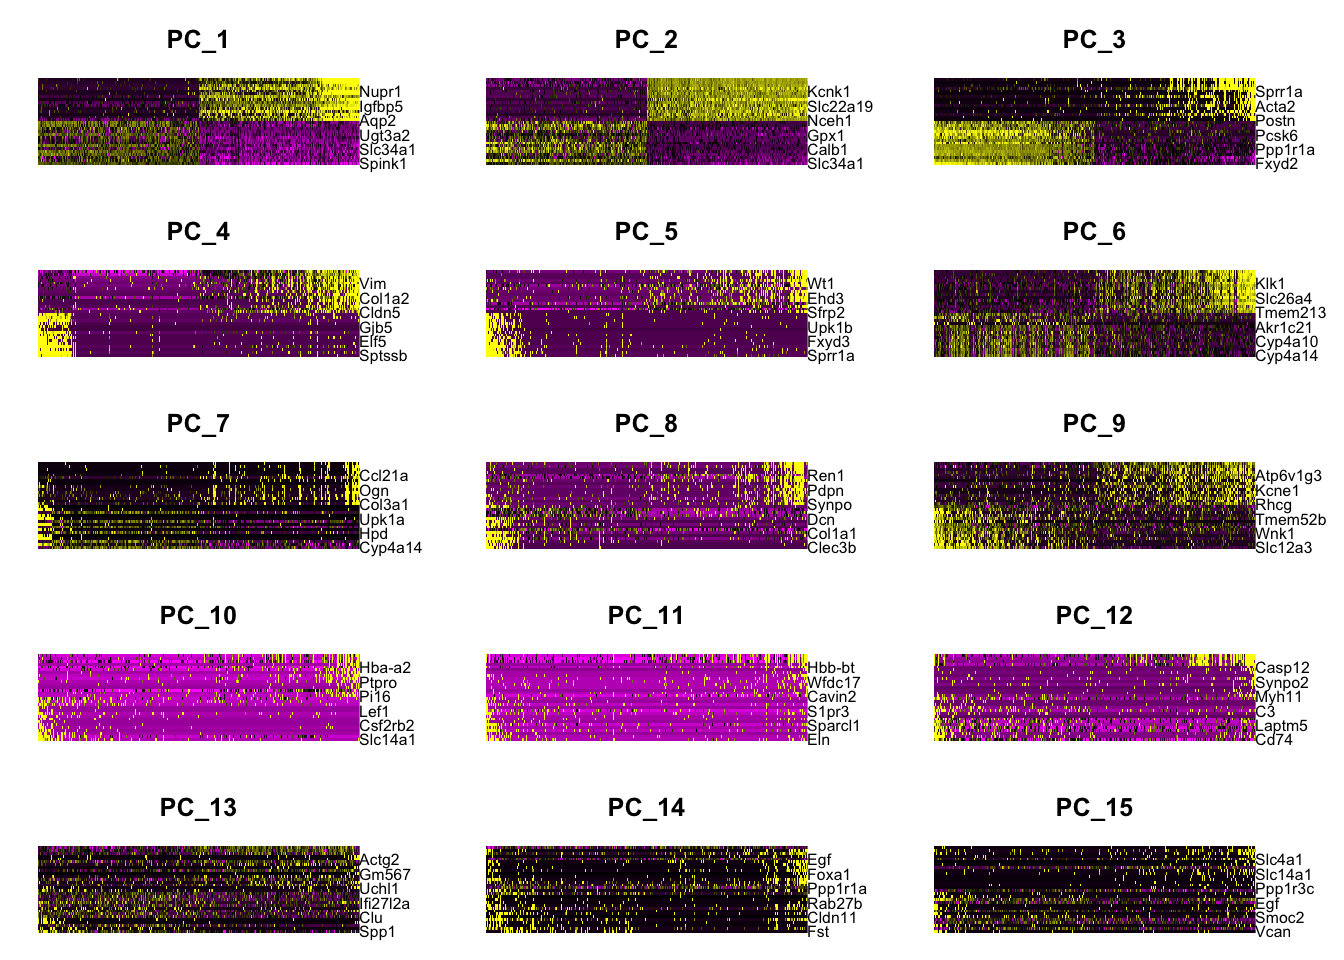 PC_1
Nupr1
Igfbp5
Aqp2
Ugt3a2
Slc34a1
Spink1
PC_2
Kcnk1
Slc22a19
Nceh1
Gpx1
Calb1
Slc34a1
PC_3
Sprr1a
Acta2
Postn
Pcsk6
Ppp1r1a
Fxyd2
PC_4
Vim
Col1a2
Cldn5
Gjb5
Elf5
Sptssb
PC_5
Wt1
Ehd3
Sfrp2
Upk1b
Fxyd3
Sprr1a
PC_6
Klk1
Slc26a4
Tmem213
Akr1c21
Cyp4a10
Cyp4a14
PC_7
Ccl21a
Ogn
Col3a1
Upk1a
Hpd
Cyp4a14
PC_8
Ren1
Pdpn
Synpo
Dcn
Col1a1
Clec3b
PC_9
Atp6v1g3
Kcne1
Rhcg
Tmem52b
Wnk1
Slc12a3
PC_10
Hba-a2
Ptpro
Pi16
Lef1
Csf2rb2
Slc14a1
PC_11
Hbb-bt
Wfdc17
Cavin2
S1pr3
Sparcl1
Eln
PC_12
Casp12
Synpo2
Myh11
C3
Laptm5
Cd74
PC_13
Actg2
Gm567
Uchl1
Ifi27l2a
Clu
Spp1
PC_14
Egf
Foxa1
Ppp1r1a
Rab27b
Cldn11
Fst
PC_15
Slc4a1
Slc14a1
Ppp1r3c
Egf
Smoc2
Vcan